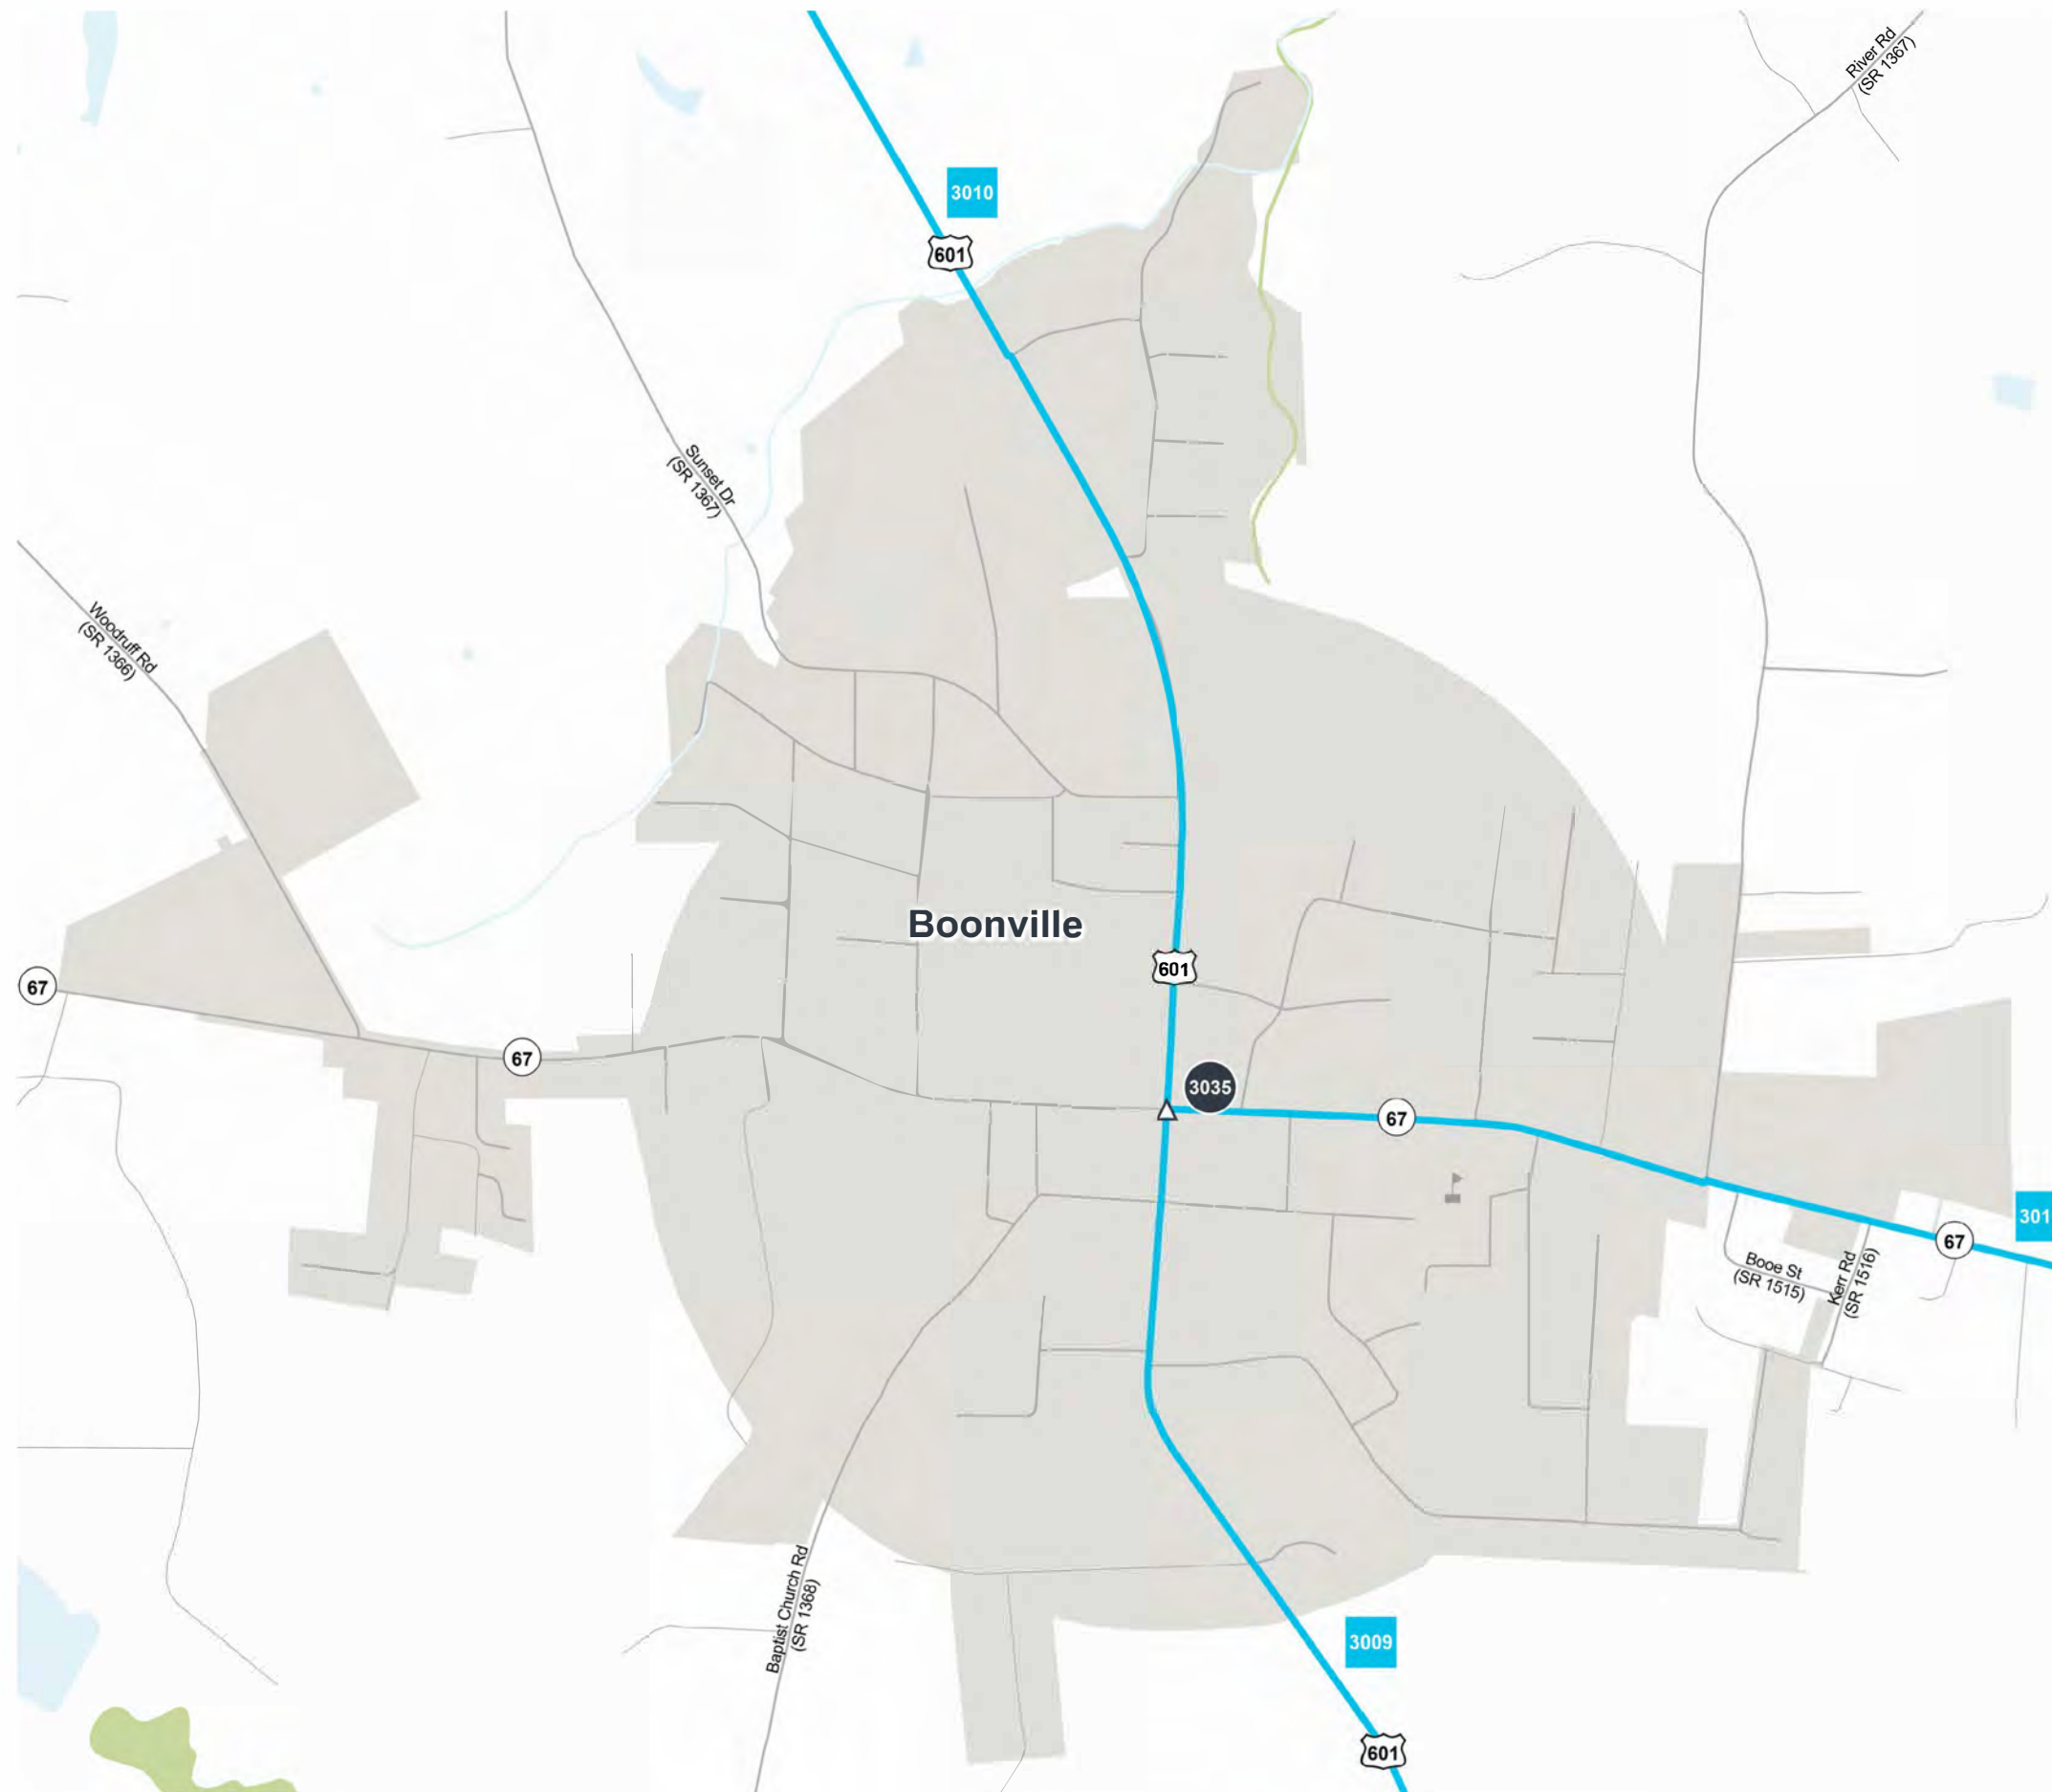 River Rd
(SR 1367)
3010
601
Sunset Dr
(SR 1367)
Woodruff Rd
(SR 1366)
Boonville
601
67
67
3035
67
301
67
Booe St
(SR 1515)
Kerr Rd
(SR 1516)
Baptist Church Rd
(SR 1368)
3009
601